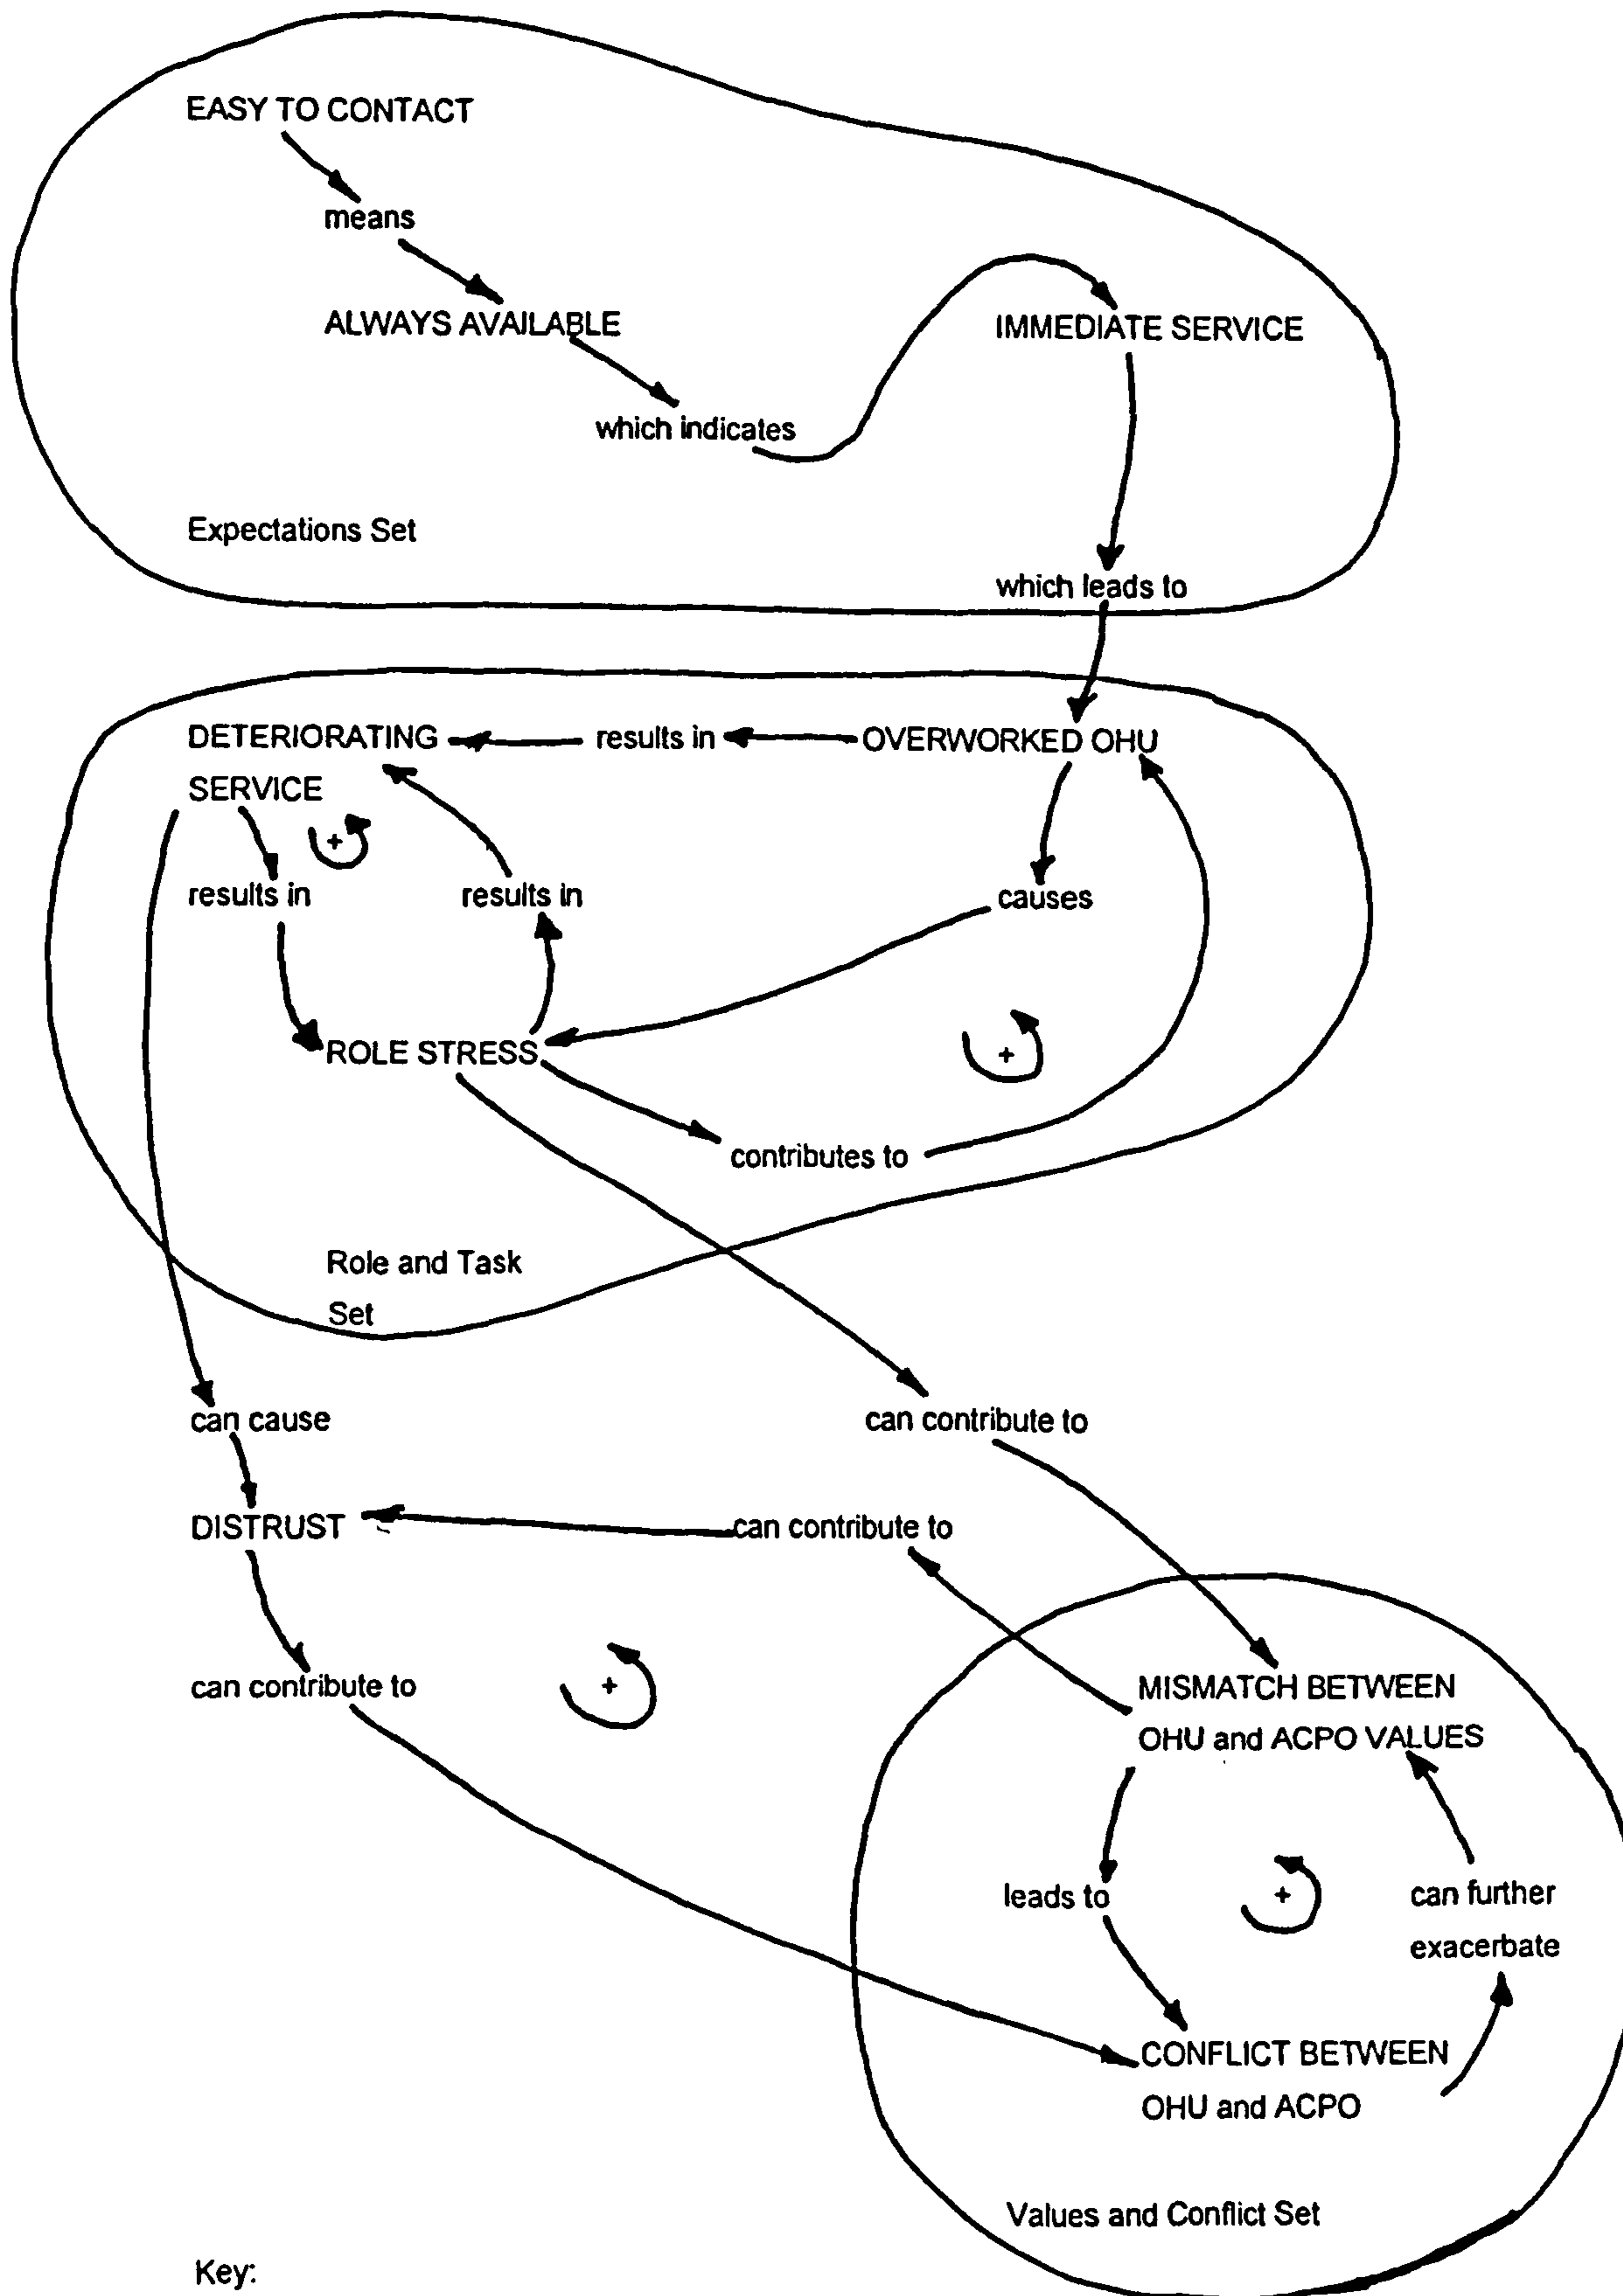 EASY TO CONTACT
means
ALWAYS AVAILABLE
IMMEDIATE SERVICE
which indicates
Expectations Set
which leads to
DETERIORATING
results in
OVERWORKED OHU
SERVICE
+
results in
results in
causes
ROLE STRESS
+
contributes to
Role and Task
Set
can cause
can contribute to
DISTRUST
can contribute to
can contribute to
+
MISMATCH BETWEEN
OHU and ACPO VALUES
leads to
+
can further
exacerbate
CONFLICT BETWEEN
OHU and ACPO
Values and Conflict Set
Key: